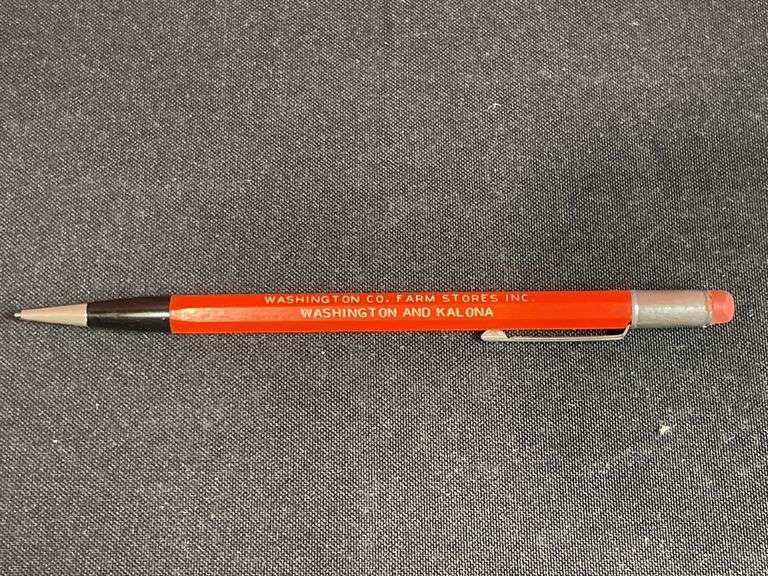 WASHINGTON CO. FARM STORES INC.
WASHINGTON AND KALONA